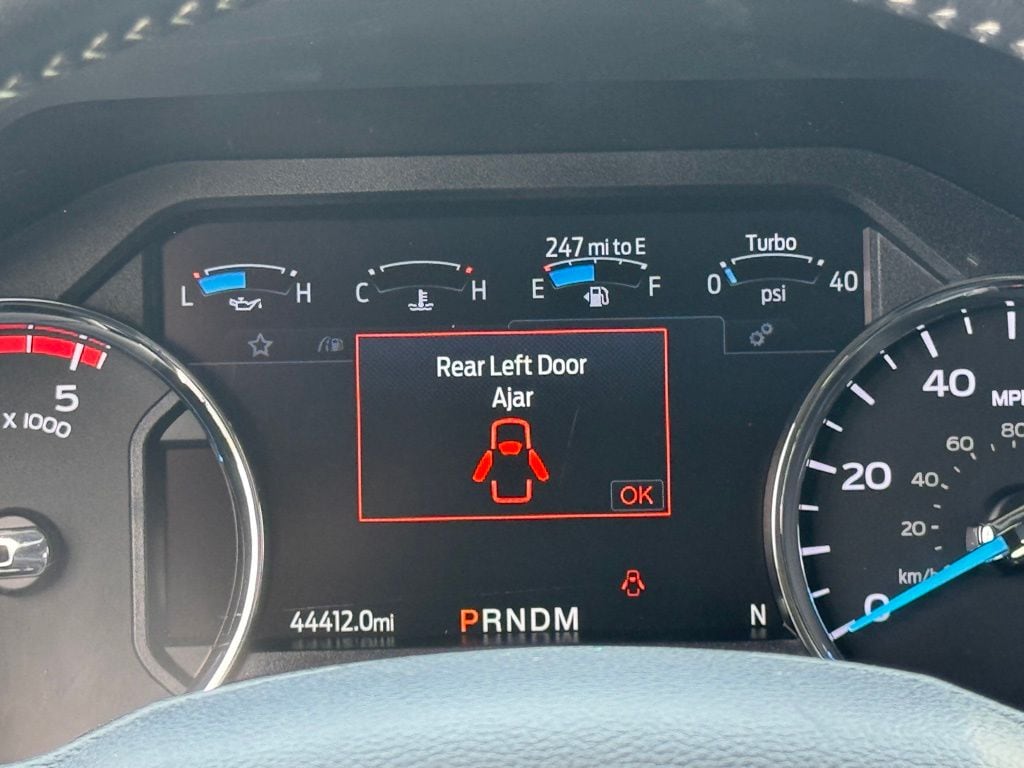 247 mi to E
Turbo
L H
C H
E F
0 40
psi
5
X 1000
Rear Left Door
Ajar
OK
40
20
0
80
60
40
20
km/h
44412.0mi
PRNDM
N